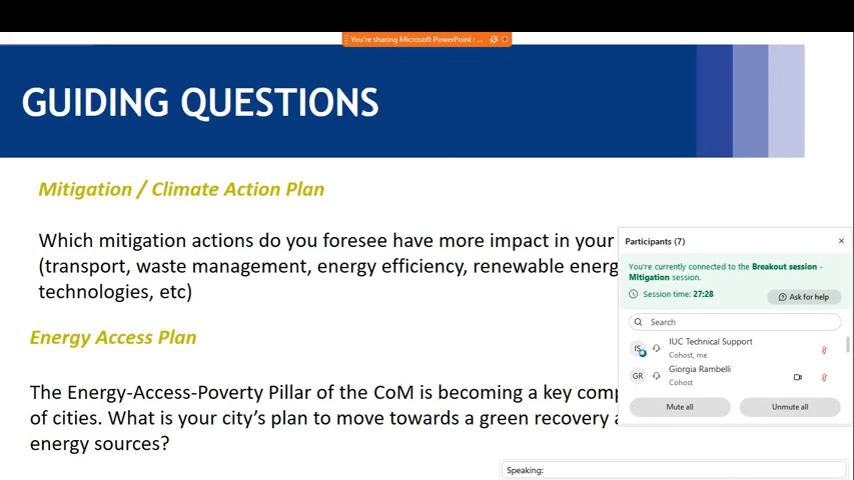 You're sharing Microsoft PowerPoint : ...
GUIDING QUESTIONS
Mitigation / Climate Action Plan
Which mitigation actions do you foresee have more impact in your
(transport, waste management, energy efficiency, renewable energ
technologies, etc)
Energy Access Plan
The Energy-Access-Poverty Pillar of the CoM is becoming a key comp
of cities. What is your city's plan to move towards a green recovery a
energy sources?
Participants (7)
You're currently connected to the Breakout session -
MItigation session.
Session time: 27:28
Ask for help
Search
IS
IUC Technical Support
Cohost, me
GR
Giorgia Rambelli
Cohost
Mute all
Unmute all
Speaking: